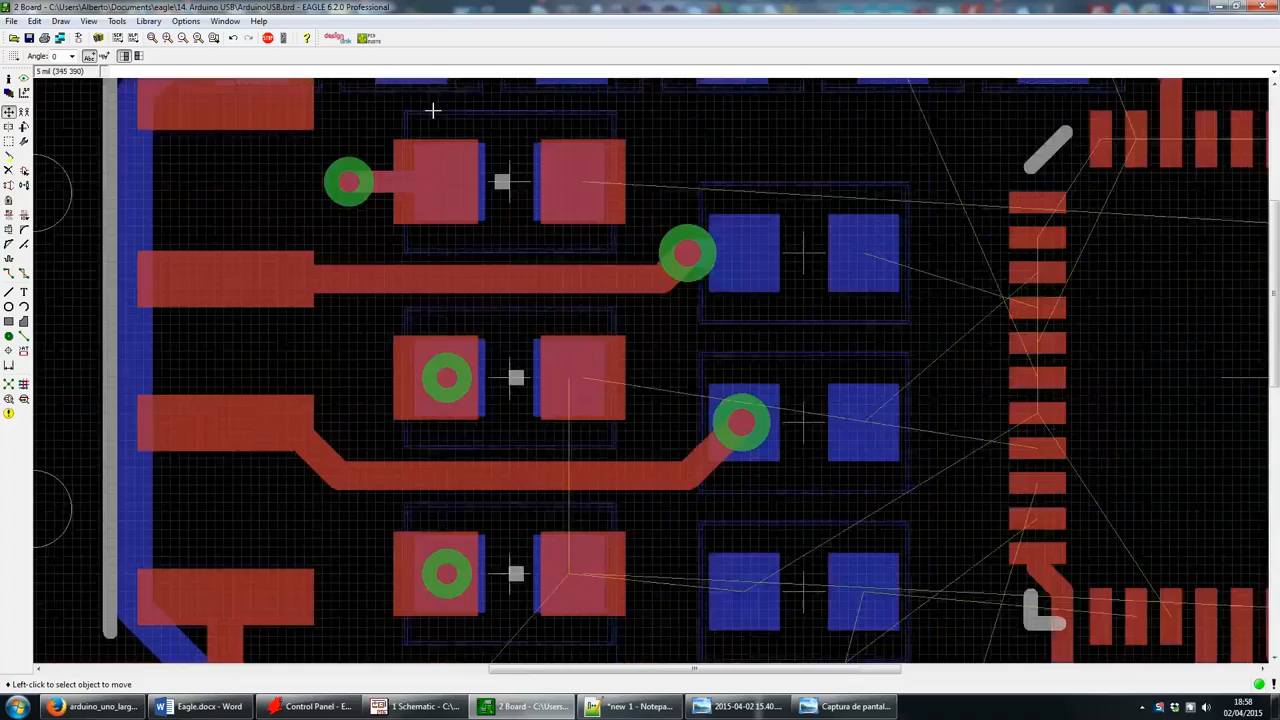 2 Board - C:\Users\Alberto\Documents\eagle\14. Arduino USB\ArduinoUSB.brd - EAGLE 6.2.0 Professional
File Edit Draw View Tools Library Options Window Help
Angle: 0
5 mil (345 390)
Left-click to select object to move
arduino_uno_larg...
Eagle.docx - Word
Control Panel - E...
1 Schematic - C:\...
2 Board - C:\Users...
*new 1 - Notepa...
2015-04-02 15.40....
Captura de pantal...
18:58
02/04/2015